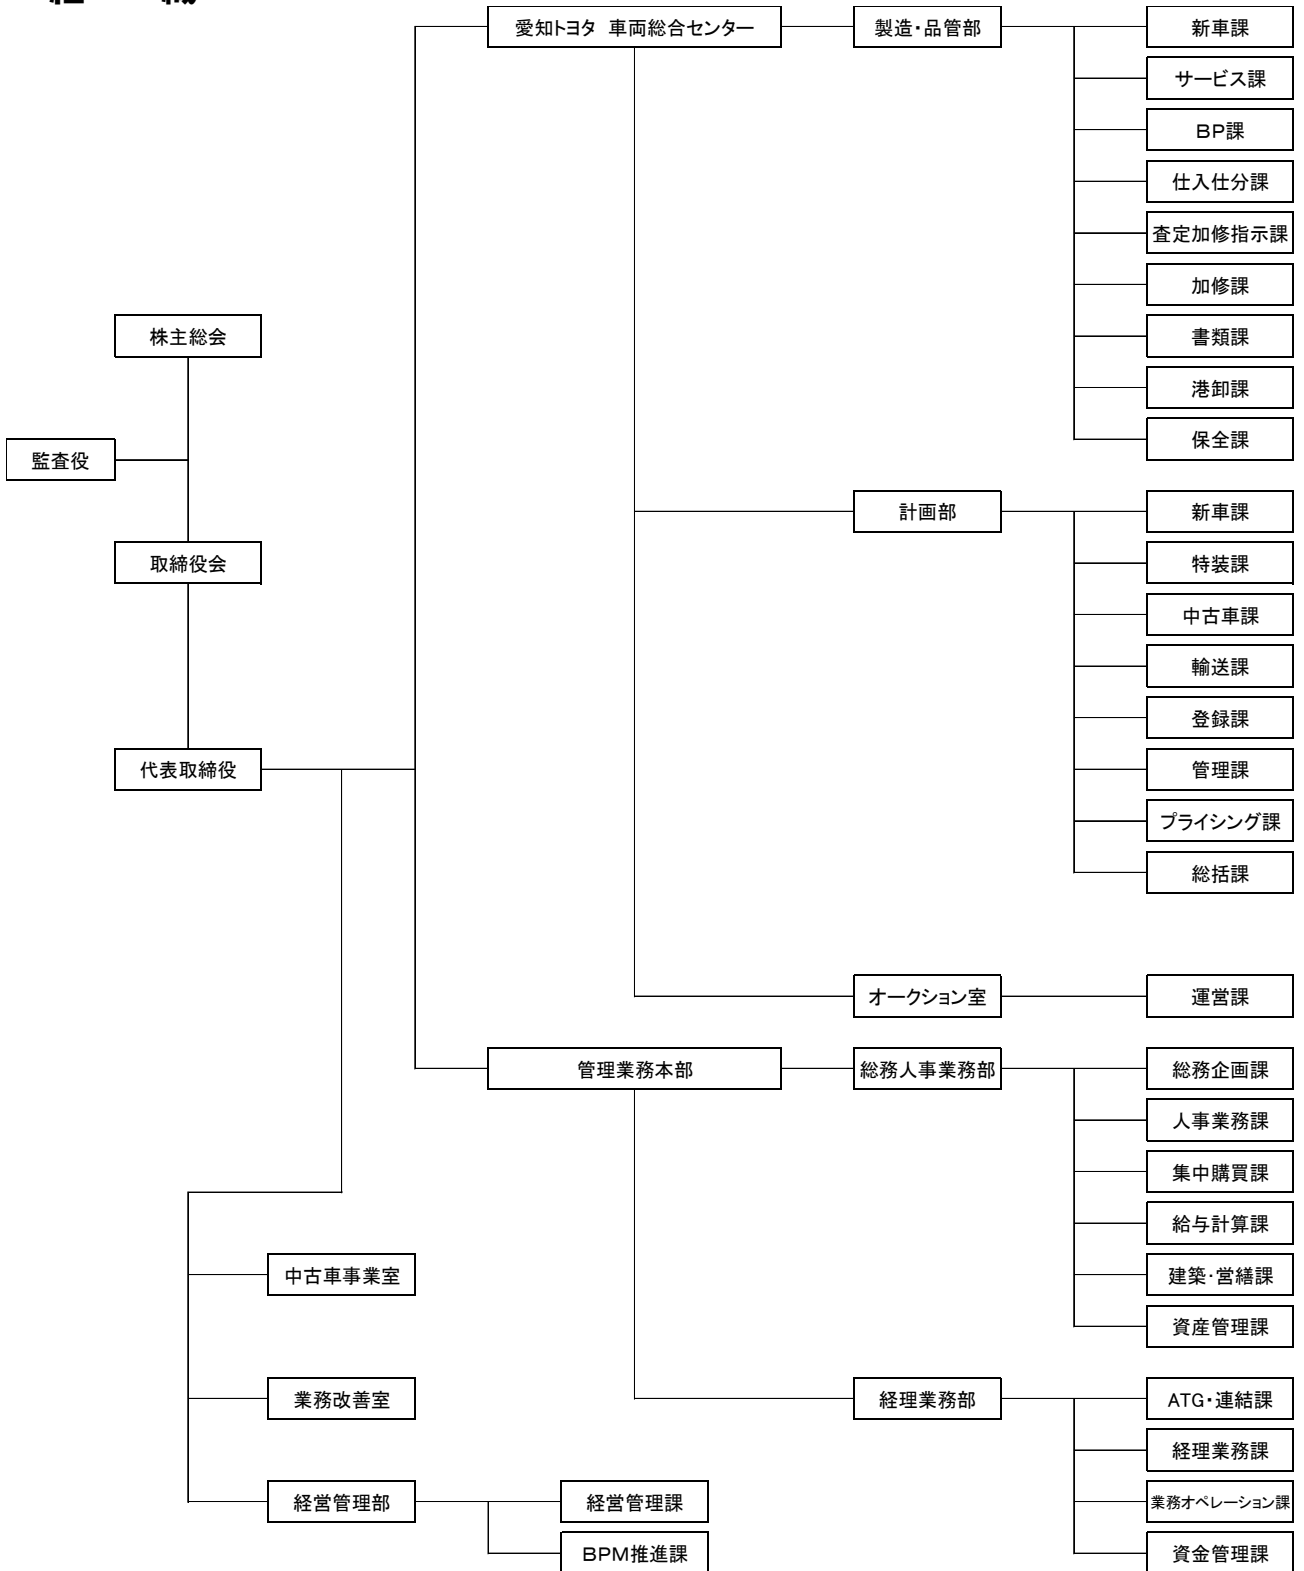 組 織
愛知トヨタ 車両総合センター
製造・品管部
新車課
サービス課
BP課
仕入仕分課
査定加修指示課
加修課
書類課
港卸課
保全課
株主総会
監査役
取締役会
代表取締役
計画部
新車課
特装課
中古車課
輸送課
登録課
管理課
プライシング課
総括課
オークション室
運営課
管理業務本部
総務人事業務部
総務企画課
人事業務課
集中購買課
給与計算課
建築・営繕課
資産管理課
経理業務部
ATG・連結課
経理業務課
業務オペレーション課
資金管理課
中古車事業室
業務改善室
経営管理部
経営管理課
BPM推進課